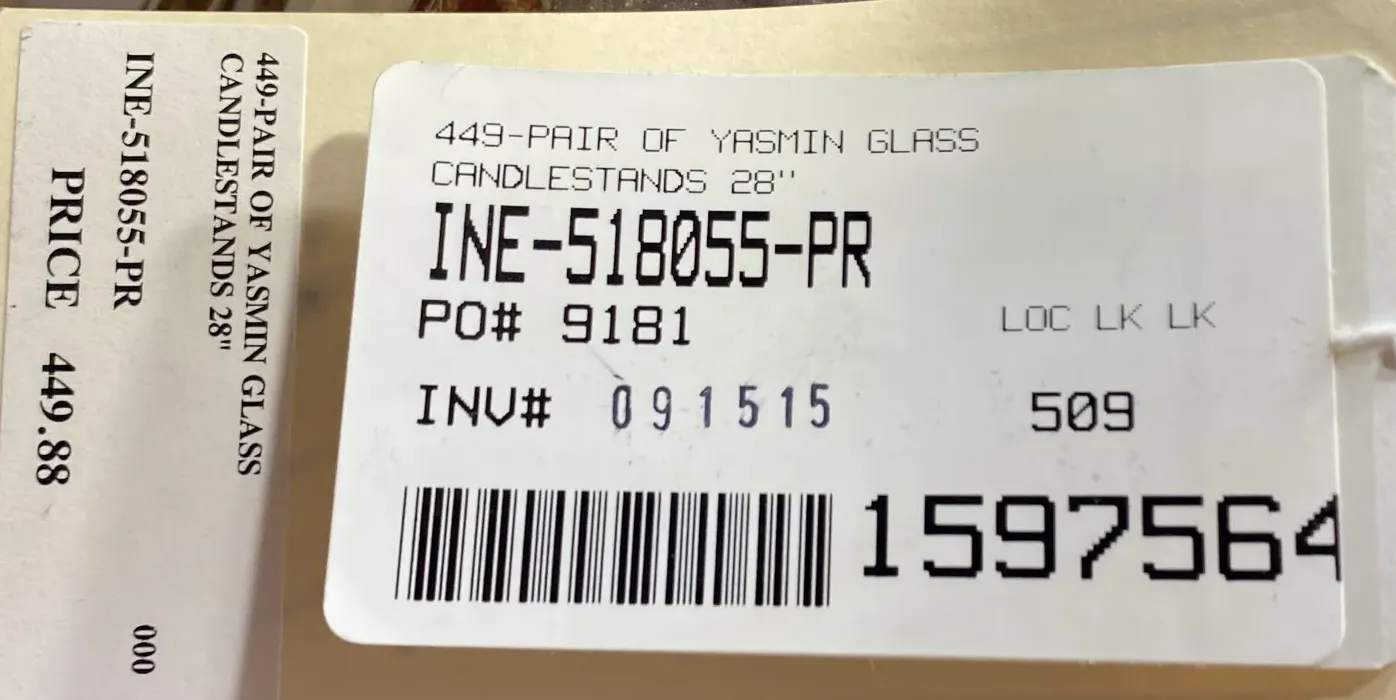 449-PAIR OF YASMIN GLASS
CANDLESTANDS 28"
INE-518055-PR
PRICE 449.88
000
449-PAIR OF YASMIN GLASS
CANDLESTANDS 28"
INE-518055-PR
PO# 9181
LOC LK LK
INV# 091515
509
1597564